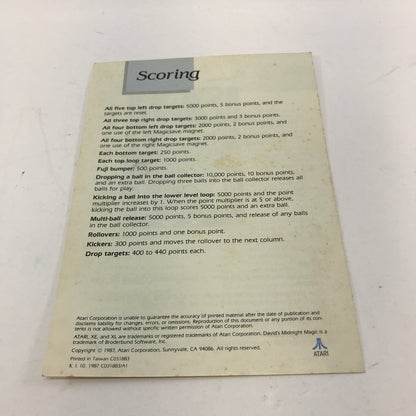 Scoring
All five top left drop targets: 5000 points, 5 bonus points, and the
targets are reset.
All three top right drop targets: 3000 points and 3 bonus points.
All four bottom left drop targets: 2000 points, 2 bonus points, and
one use of the left Magicsave magnet.
All four bottom right drop targets: 2000 points, 2 bonus points, and
one use of the right Magicsave magnet.
Each bottom target: 250 points.
Each top loop target: 1000 points.
Fuji bumper: 500 points.
Dropping a ball in the ball collector: 10,000 points, 10 bonus points,
and an extra ball. Dropping three balls into the ball collector releases all
balls for play.
Kicking a ball into the lower level loop: 5000 points and the point
multiplier increases by 1. When the point multiplier is at 5 or above,
kicking the ball into this loop scores 5000 points and an extra ball.
Multi-ball release: 5000 points, 5 bonus points, and release of any balls
in the ball collector.
Rollovers: 1000 points and one bonus point.
Kickers: 300 points and moves the rollover to the next column.
Drop targets: 400 to 440 points each.
Atari Corporation is unable to guarantee the accuracy of printed material after the date of publication and
disclaims liability for changes, errors, or omissions. Reproduction of this document or any portion of its con-
tents is not allowed without specific written permission of Atari Corporation.
ATARI, XE, and XL are trademarks or registered trademarks of Atari Corporation. David's Midnight Magic is a
trademark of Broderbund Software, Inc.
Copyright © 1987, Atari Corporation, Sunnyvale, CA 94086. All rights reserved.
Printed in Taiwan C031883
K. I. 10. 1987 C031883/A1
ATARI